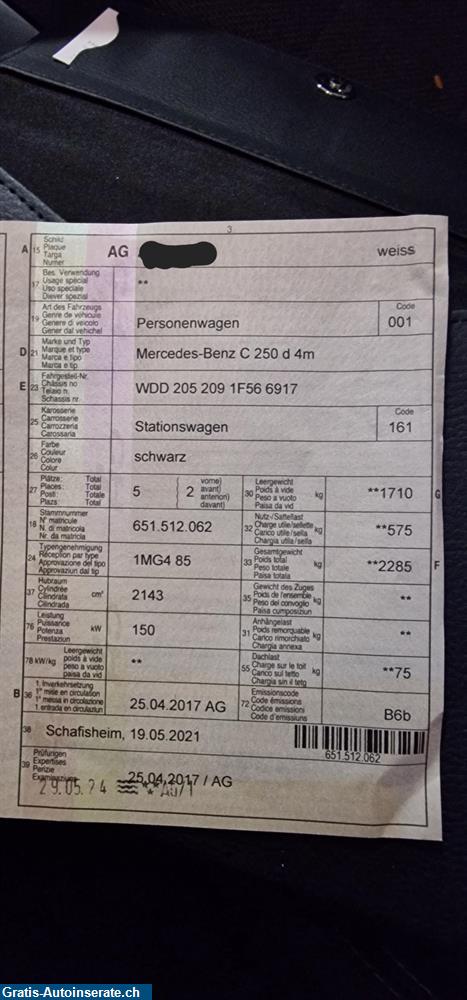 3
A 15 Schild Plaque Targa Numer AG weiss
17 Bes. Verwendung Usage spécial Uso speciale Diever spezial **
19 Art des Fahrzeugs Genre de véhicule Genere di veicolo Gener dal vehichel Personenwagen Code 001
D 21 Marke und Typ Marque et type Marca e tipo Marca e tip Mercedes-Benz C 250 d 4m
E 23 Fahrgestell-Nr. Châssis no Telaio n. Schassis nr. WDD 205 209 1F56 6917
25 Karosserie Carrosserie Carrozzeria Carossaria Stationswagen Code 161
26 Farbe Couleur Colore Colur schwarz
27 Plätze: Total Places: Total Posti: Totale Plazs: Total 5 2 vorne) avant) anteriori) davant) 30 Leergewicht Poids à vide Peso a vuoto Paisa da vid kg **1710 G
18 Stammnummer N° matricule N. di matricola Nr. da matricla 651.512.062 32 Nutz-/Sattellast Charge utile/sellette Carico utile/sella Chargia utila/sella kg **575
24 Typengenehmigung Réception par type Approvazione del tipo Approvaziun dal tip 1MG4 85 33 Gesamtgewicht Poids total Peso totale Paisa totala kg **2285 F
37 Hubraum Cylindrée Cilindrata Cilindrada cm³ 2143 35 Gewicht des Zuges Poids de l'ensemble Peso del convoglio Paisa cumposiziun kg **
76 Leistung Puissance Potenza Prestaziun kW 150 31 Anhängelast Poids remorquable Carico rimorchiato Chargia annexa kg **
78 kW/kg Leergewicht poids à vide peso a vuoto paisa da vid ** 55 Dachlast Charge sur le toit Carico sul tetto Chargia sin il tetg kg **75
B 36 1. Inverkehrsetzung 1re mise en circulation 1a messa in circolazione 1. entrada en circulaziun 25.04.2017 AG 72 Emissionscode Code émissions Codice emissioni Code d'emissiuns B6b
38 Schafisheim, 19.05.2021
651.512.062
39 Prüfungen Expertises Perizie Examinaziuns 25.04.2017 / AG
29.05.24 ** AG/1
Gratis-Autoinserate.ch